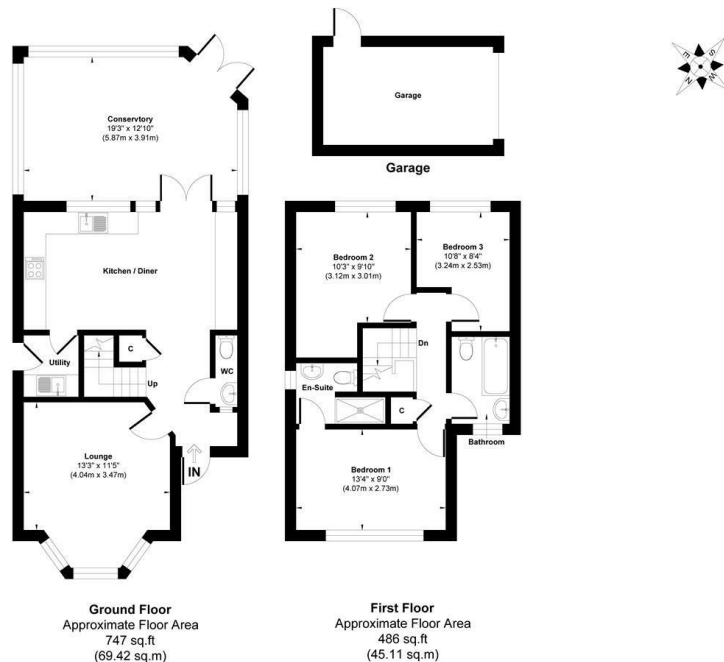 Conservtory
19'3" x 12'10"
(5.87m x 3.91m)
Kitchen / Diner
Utility
C
WC
Up
Lounge
13'3" x 11'5"
(4.04m x 3.47m)
IN
Ground Floor
Approximate Floor Area
747 sq.ft
(69.42 sq.m)
Garage
Garage
Bedroom 2
10'3" x 9'10"
(3.12m x 3.01m)
Bedroom 3
10'8" x 8'4"
(3.24m x 2.53m)
Dn
En-Suite
C
Bathroom
Bedroom 1
13'4" x 9'0"
(4.07m x 2.73m)
First Floor
Approximate Floor Area
486 sq.ft
(45.11 sq.m)
E
S
N
W